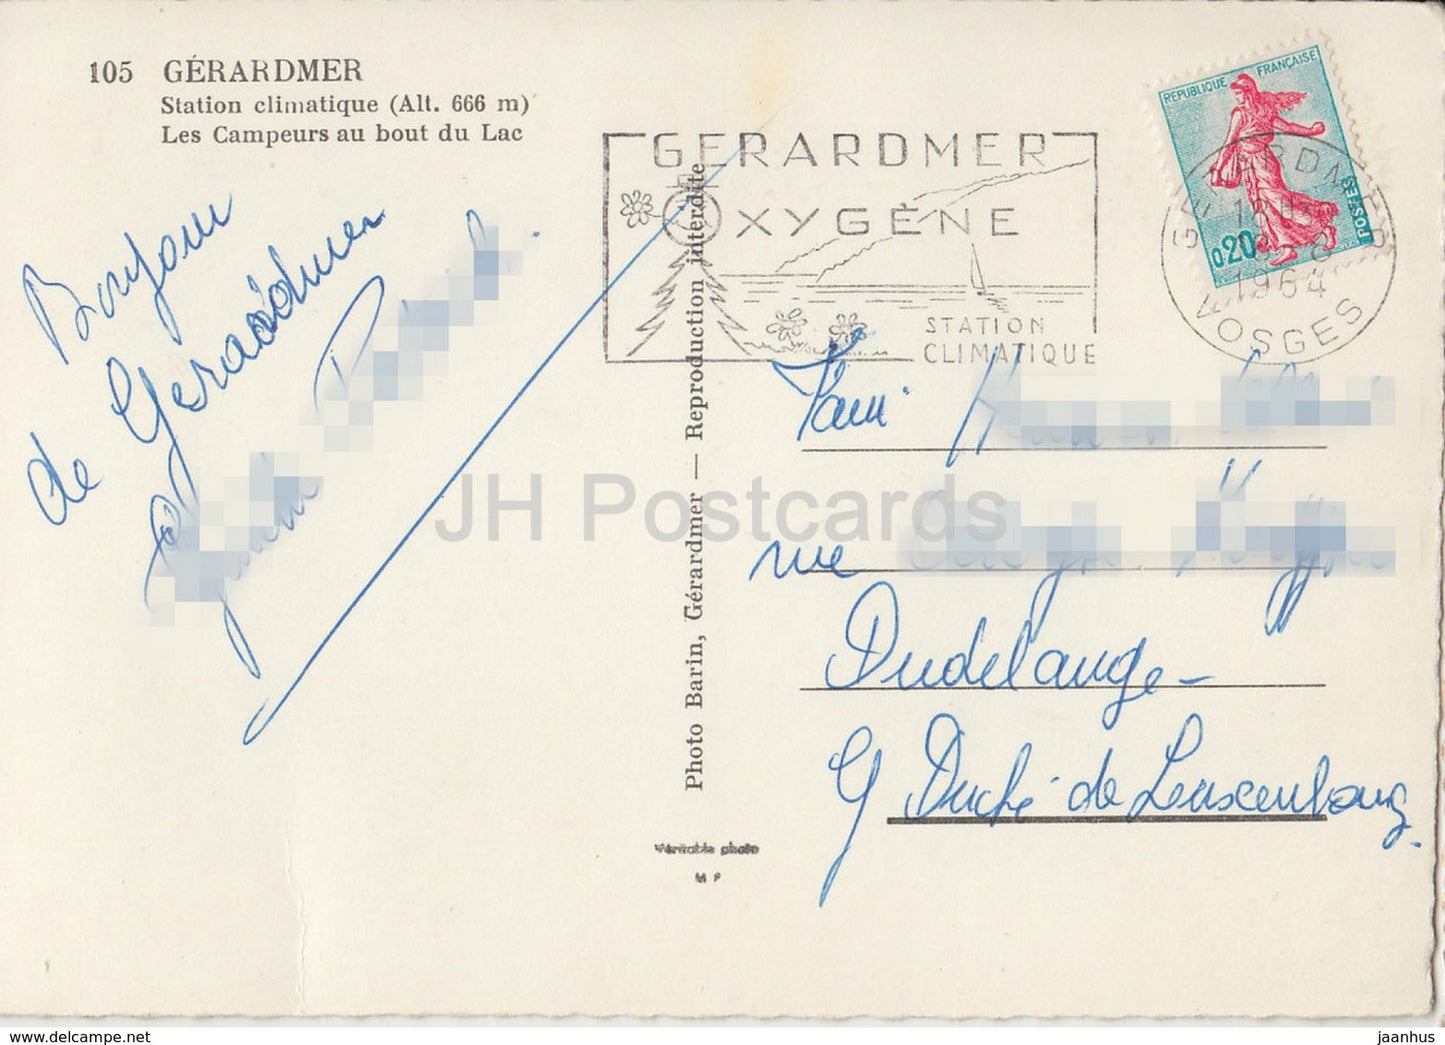 105 GÉRARDMER
Station climatique (Alt. 666 m)
Les Campeurs au bout du Lac
Bonjour
de Gerardmer
GERARDMER
OXYGÈNE
STATION
CLIMATIQUE
REPUBLIQUE FRANÇAISE
0,20
POSTES
GERARDMER
1964
VOSGES
Photo Barin, Gérardmer — Reproduction interdite
Véritable photo
M P
JH Postcards
rue
Dudelange -
G Duché de Luxembourg.
www.delcampe.net
jaanhus